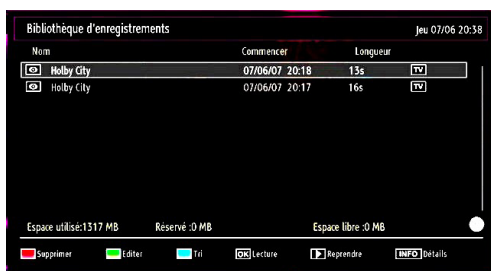 Bibliothèque d'enregistrements Jeu 07/06 20:38
Nom Commencer Longueur
Holby City 07/06/07 20:18 13s TV
Holby City 07/06/07 20:17 16s TV
Espace utilisé:1317 MB Réservé :0 MB Espace libre :0 MB
Supprimer Editer Tri OK Lecture Reprendre INFO Détails